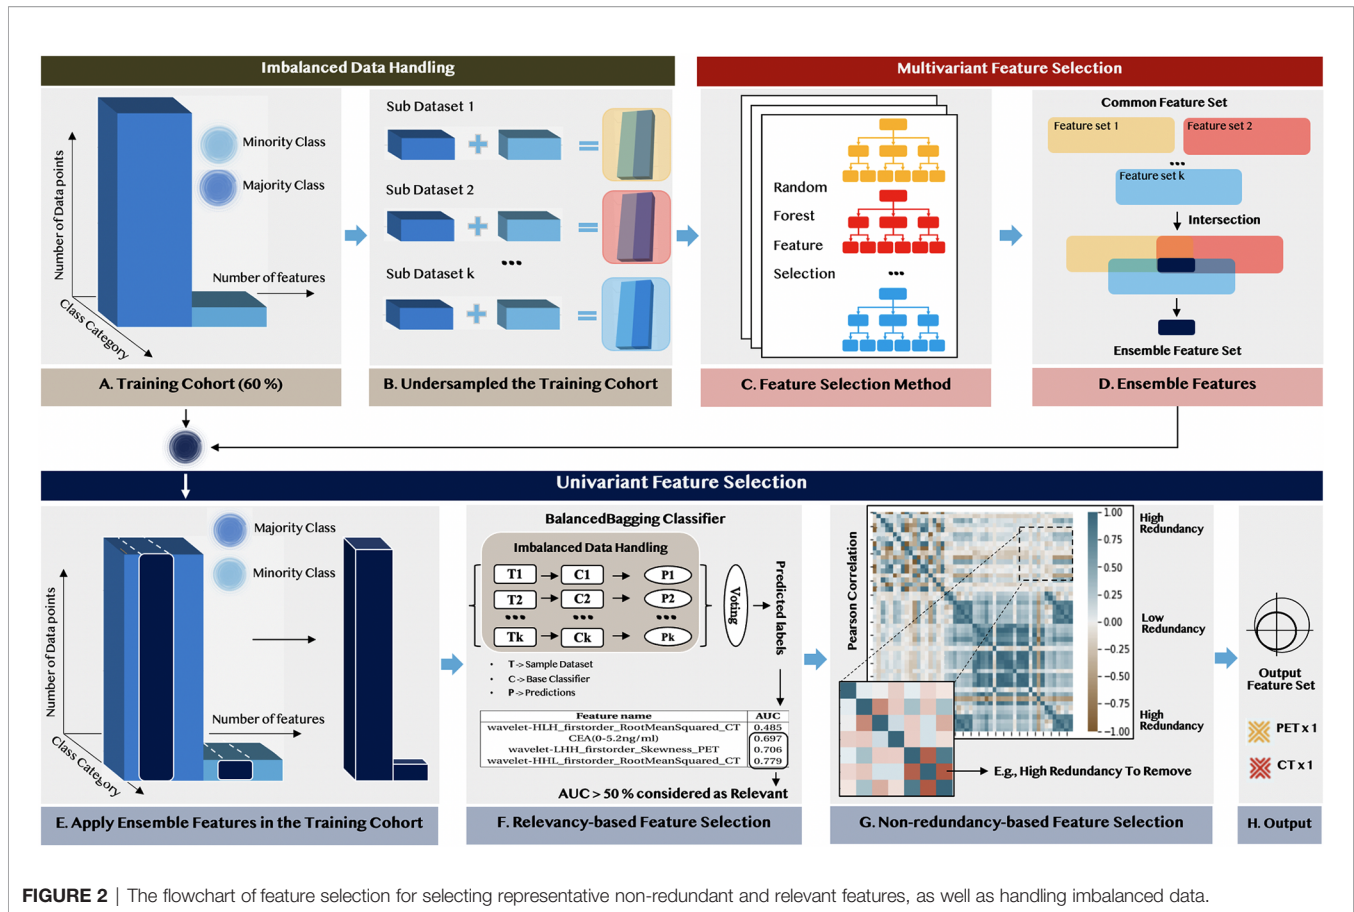 Imbalanced Data Handling
Multivariant Feature Selection
Number of Data points
Minority Class
Majority Class
Number of features
Class Category
A. Training Cohort (60 %)
Sub Dataset 1
Sub Dataset 2
•••
Sub Dataset k
B. Undersampled the Training Cohort
Random
Forest
Feature
Selection
•••
C. Feature Selection Method
Common Feature Set
Feature set 1
Feature set 2
•••
Feature set k
Intersection
Ensemble Feature Set
D. Ensemble Features
Univariant Feature Selection
Majority Class
Minority Class
Number of Data points
Number of features
Class Category
E. Apply Ensemble Features in the Training Cohort
BalancedBagging Classifier
Imbalanced Data Handling
T1 C1 P1
T2 C2 P2
••• ••• •••
Tk Ck Pk
Voting
Predicted labels
• T -> Sample Dataset
• C -> Base Classifier
• P -> Predictions
Feature name AUC
wavelet-HLH_firstorder_RootMeanSquared_CT 0.485
CEA(0-5.2ng/ml) 0.697
wavelet-LHH_firstorder_Skewness_PET 0.706
wavelet-HHL_firstorder_RootMeanSquared_CT 0.779
AUC > 50 % considered as Relevant
F. Relevancy-based Feature Selection
Pearson Correlation
1.00
0.75
0.50
0.25
0.00
−0.25
−0.50
−0.75
−1.00
High
Redundancy
Low
Redundancy
High
Redundancy
E.g., High Redundancy To Remove
G. Non-redundancy-based Feature Selection
Output
Feature Set
PET x 1
CT x 1
H. Output
FIGURE 2 | The flowchart of feature selection for selecting representative non-redundant and relevant features, as well as handling imbalanced data.